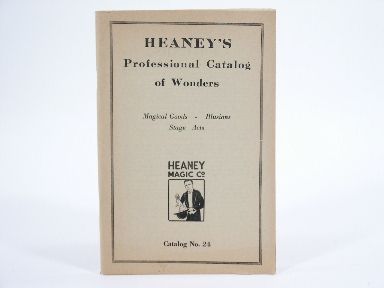 HEANEY'S
Professional Catalog
of Wonders
Magical Goods - Illusions
Stage Acts
HEANEY
MAGIC CO
Catalog No. 24